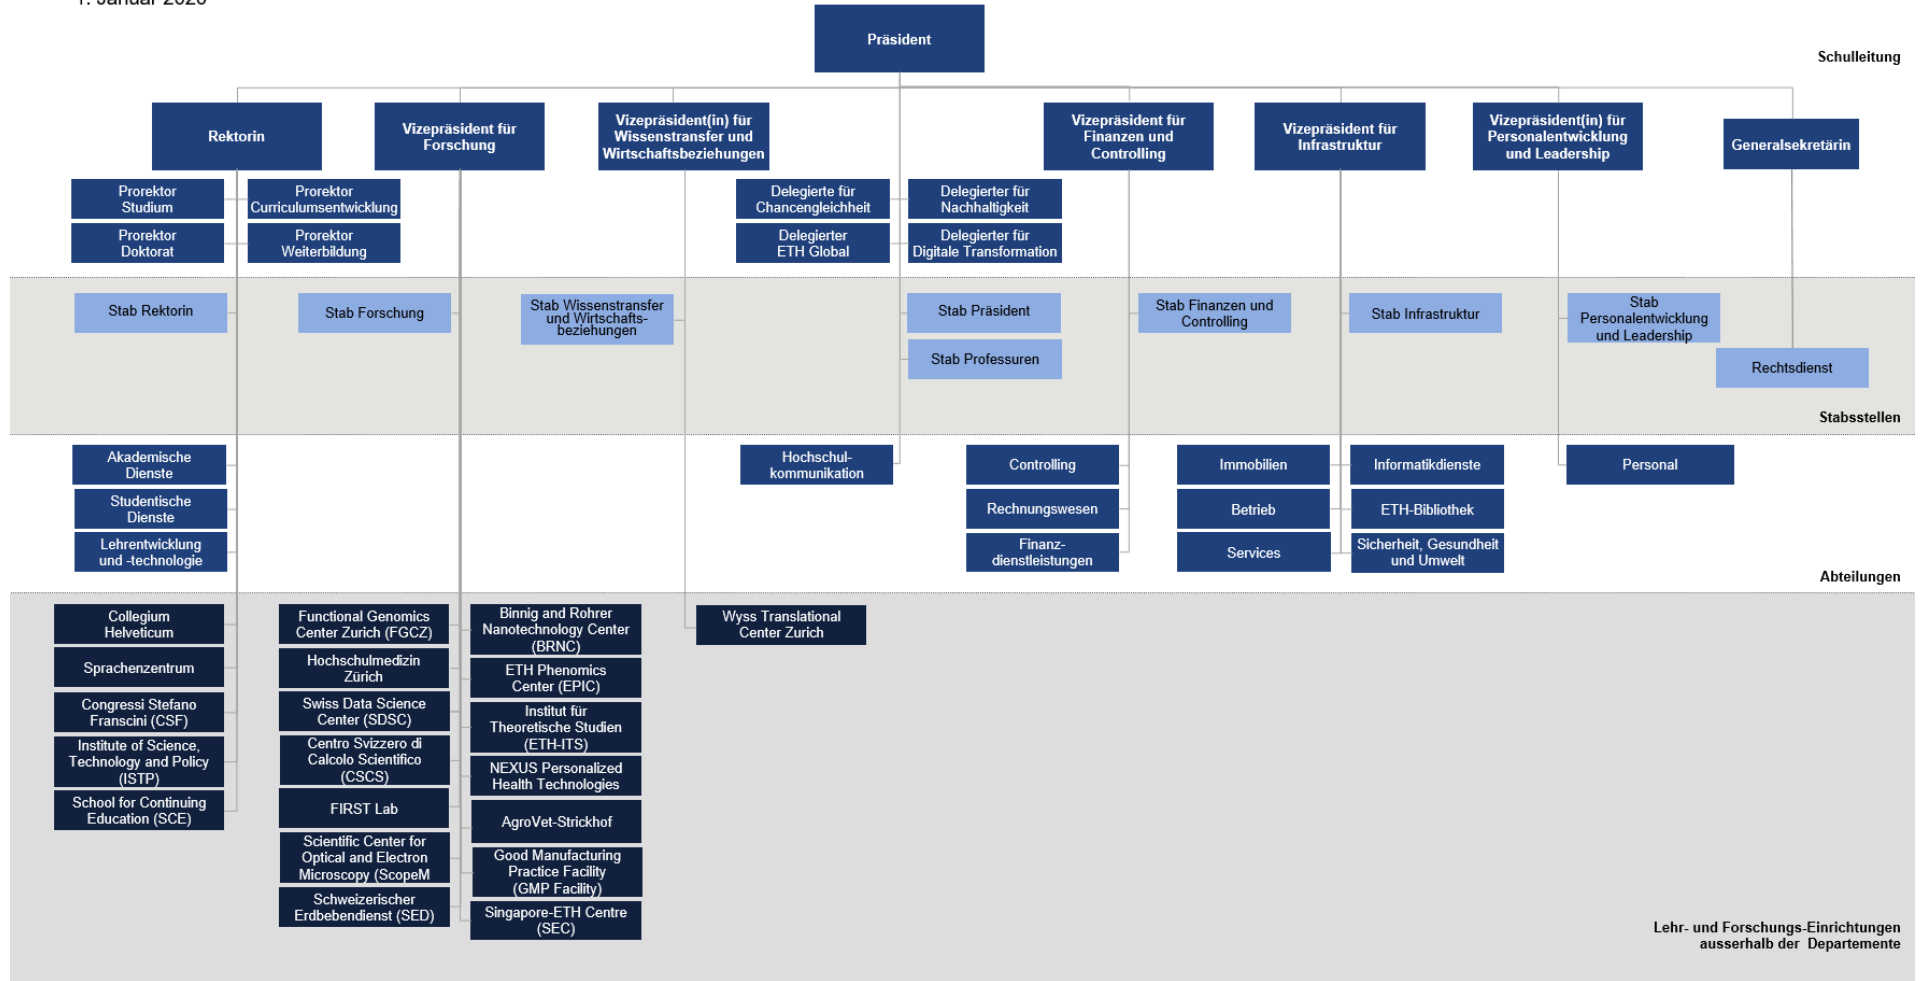 1. Januar 2020
Präsident
Schulleitung
Rektorin
Vizepräsident für
Forschung
Vizepräsident(in) für
Wissenstransfer und
Wirtschaftsbeziehungen
Vizepräsident für
Finanzen und
Controlling
Vizepräsident für
Infrastruktur
Vizepräsident(in) für
Personalentwicklung
und Leadership
Generalsekretärin
Prorektor
Studium
Prorektor
Curriculumsentwicklung
Delegierte für
Chancengleichheit
Delegierter für
Nachhaltigkeit
Prorektor
Doktorat
Prorektor
Weiterbildung
Delegierter
ETH Global
Delegierter für
Digitale Transformation
Stab Rektorin
Stab Forschung
Stab Wissenstransfer
und Wirtschafts-
beziehungen
Stab Präsident
Stab Finanzen und
Controlling
Stab Infrastruktur
Stab
Personalentwicklung
und Leadership
Stab Professuren
Rechtsdienst
Stabsstellen
Akademische
Dienste
Hochschul-
kommunikation
Controlling
Immobilien
Informatikdienste
Personal
Studentische
Dienste
Rechnungswesen
Betrieb
ETH-Bibliothek
Lehrentwicklung
und -technologie
Finanz-
dienstleistungen
Services
Sicherheit, Gesundheit
und Umwelt
Abteilungen
Collegium
Helveticum
Functional Genomics
Center Zurich (FGCZ)
Binnig and Rohrer
Nanotechnology Center
(BRNC)
Wyss Translational
Center Zurich
Sprachenzentrum
Hochschulmedizin
Zürich
ETH Phenomics
Center (EPIC)
Congressi Stefano
Franscini (CSF)
Swiss Data Science
Center (SDSC)
Institut für
Theoretische Studien
(ETH-ITS)
Institute of Science,
Technology and Policy
(ISTP)
Centro Svizzero di
Calcolo Scientifico
(CSCS)
NEXUS Personalized
Health Technologies
School for Continuing
Education (SCE)
FIRST Lab
AgroVet-Strickhof
Scientific Center for
Optical and Electron
Microscopy (ScopeM
Good Manufacturing
Practice Facility
(GMP Facility)
Schweizerischer
Erdbebendienst (SED)
Singapore-ETH Centre
(SEC)
Lehr- und Forschungs-Einrichtungen
ausserhalb der Departemente